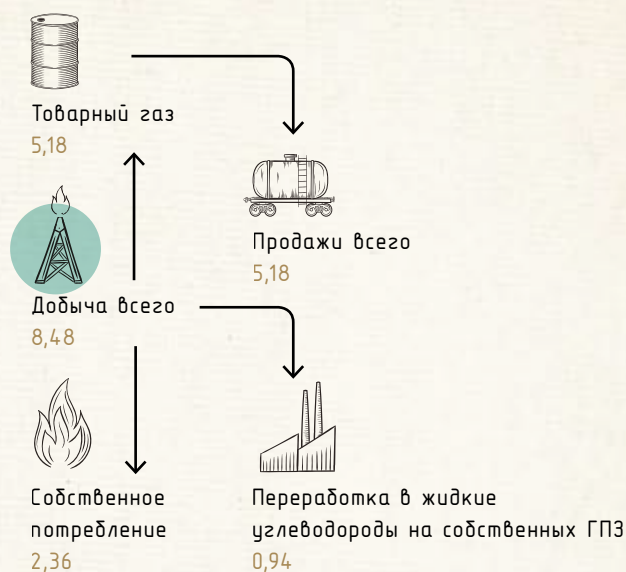 Товарный газ
5,18
Продажи всего
5,18
Добыча всего
8,48
Собственное
потребление
2,36
Переработка в жидкие
углеводороды на собственных ГПЗ
0,94